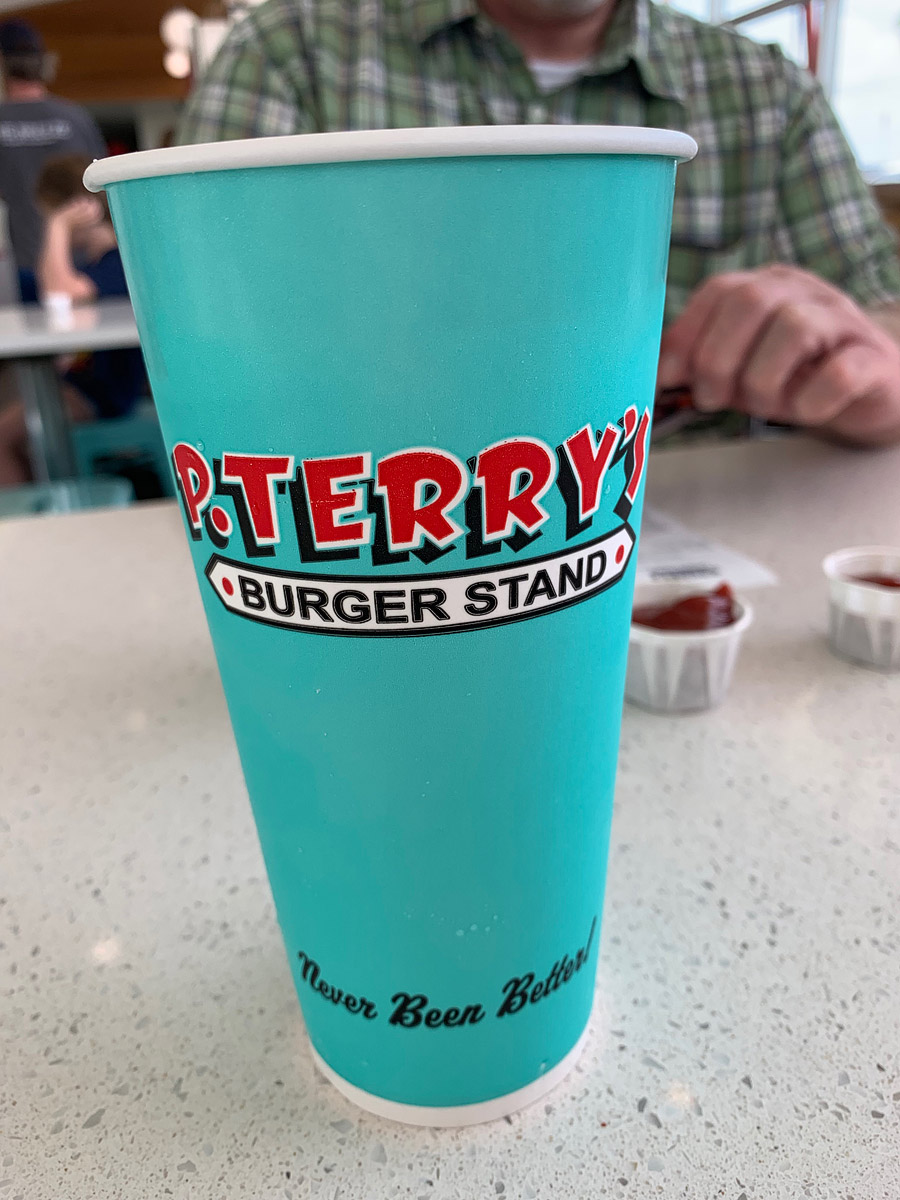 P.TERRY'S
BURGER STAND
Never Been Better!